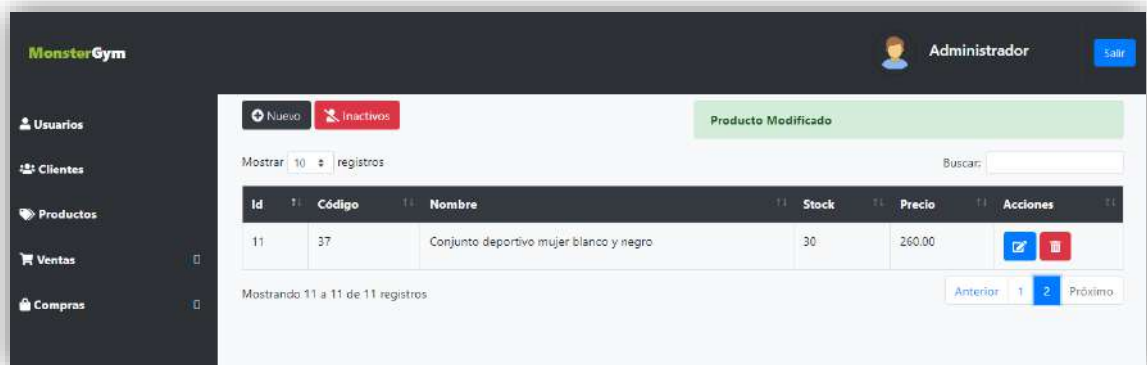 MonsterGym
Administrador
Salir
Usuarios
Clientes
Productos
Ventas
Compras
Nuevo
Inactivos
Producto Modificado
Mostrar 10 registros
Buscar:
Id Código Nombre Stock Precio Acciones
11 37 Conjunto deportivo mujer blanco y negro 30 260.00
Mostrando 11 a 11 de 11 registros
Anterior 1 2 Próximo